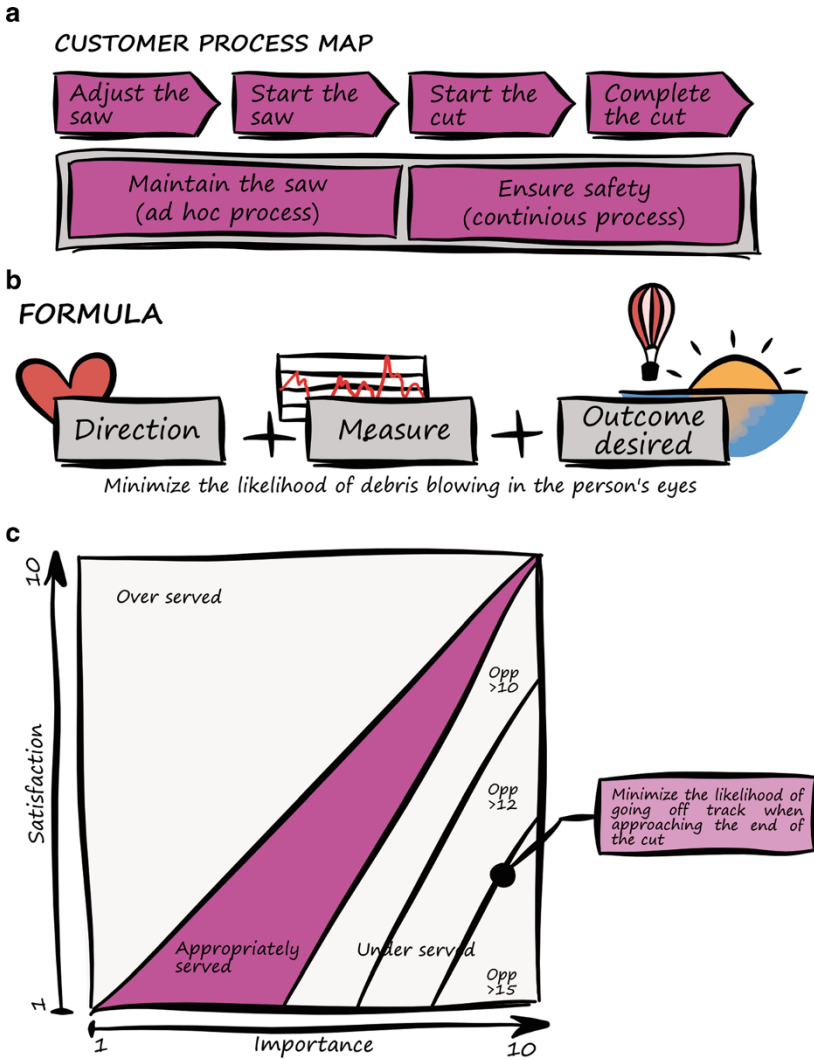 a
CUSTOMER PROCESS MAP
Adjust the
saw
Start the
saw
Start the
cut
Complete
the cut
Maintain the saw
(ad hoc process)
Ensure safety
(continious process)
b
FORMULA
Direction
+
Measure
+
Outcome
desired
Minimize the likelihood of debris blowing in the person's eyes
c
10
Over served
Opp
>10
Satisfaction
Opp
>12
Minimize the likelihood of
going off track when
approaching the end of
the cut
Appropriately
served
Under served
Opp
>15
1
1
Importance
10